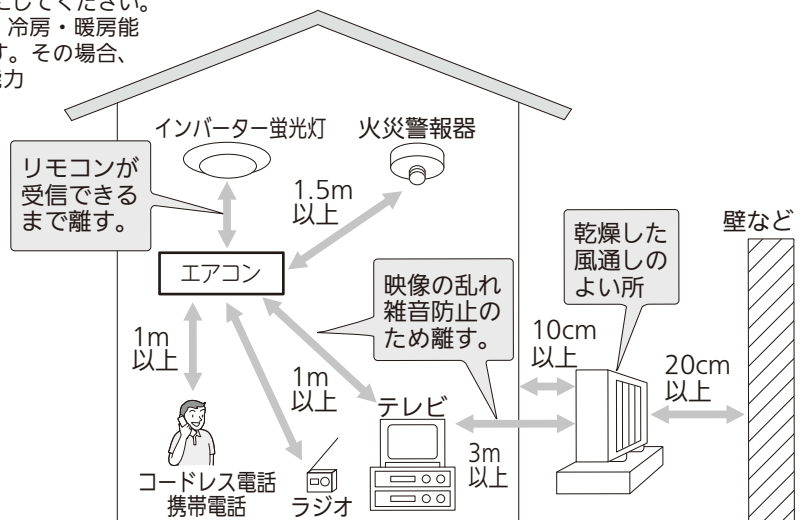 にしてください。
冷房・暖房能
す。その場合、
力
インバーター蛍光灯
火災警報器
リモコンが
受信できる
まで離す。
1.5m
以上
エアコン
映像の乱れ
雑音防止の
ため離す。
乾燥した
風通しの
よい所
壁など
1m
以上
1m
以上
10cm
以上
20cm
以上
テレビ
3m
以上
コードレス電話
携帯電話
ラジオ